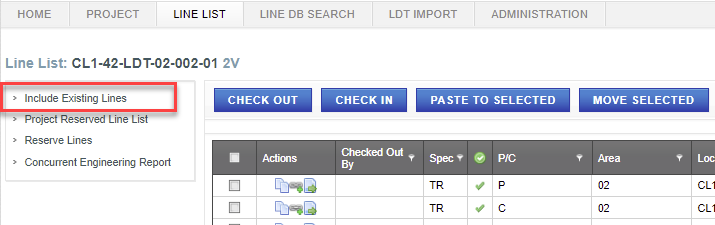 HOME PROJECT LINE LIST LINE DB SEARCH LDT IMPORT ADMINISTRATION
Line List: CL1-42-LDT-02-002-01 2V
Include Existing Lines
Project Reserved Line List
Reserve Lines
Concurrent Engineering Report
CHECK OUT CHECK IN PASTE TO SELECTED MOVE SELECTED
Actions Checked Out By Spec P/C Area Loc
TR P 02 CL1
TR C 02 CL1